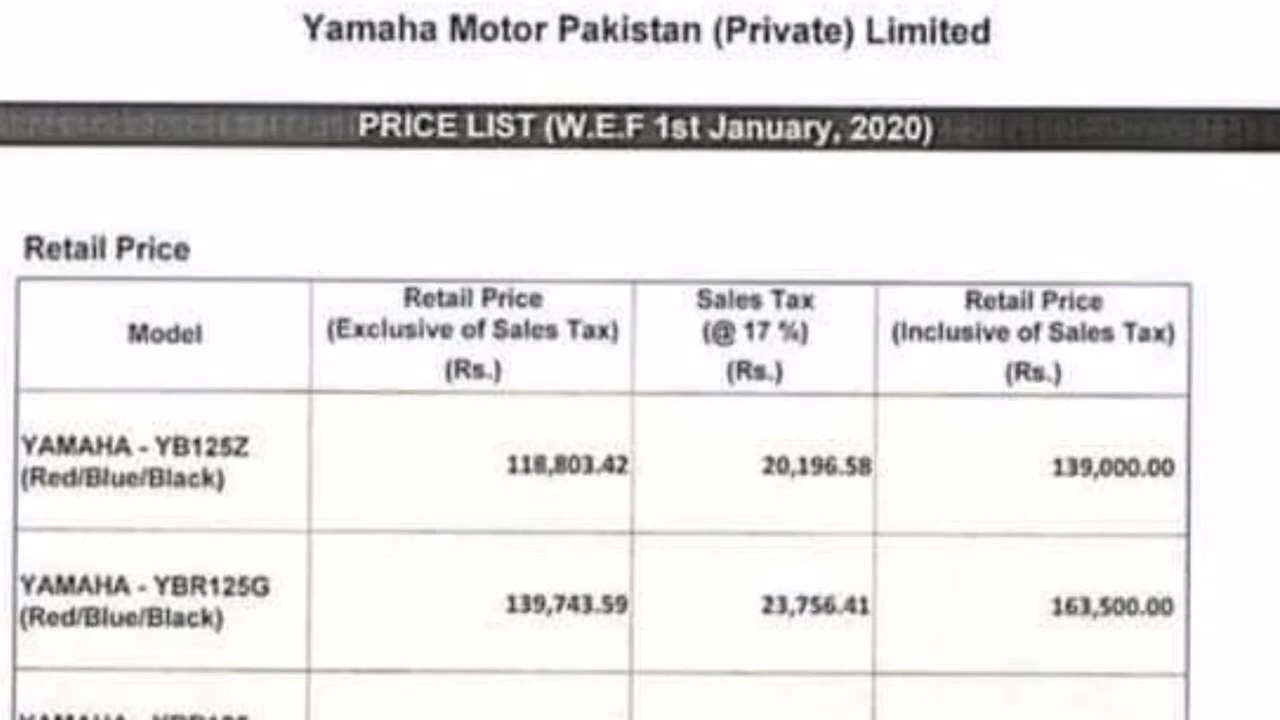 Yamaha Motor Pakistan (Private) Limited
PRICE LIST (W.E.F 1st January, 2020)
Retail Price
Model
Retail Price
(Exclusive of Sales Tax)
(Rs.)
Sales Tax
(@ 17 %)
(Rs.)
Retail Price
(Inclusive of Sales Tax)
(Rs.)
YAMAHA - YB125Z
(Red/Blue/Black)
118,803.42
20,196.58
139,000.00
YAMAHA - YBR125G
(Red/Blue/Black)
139,743.59
23,756.41
163,500.00